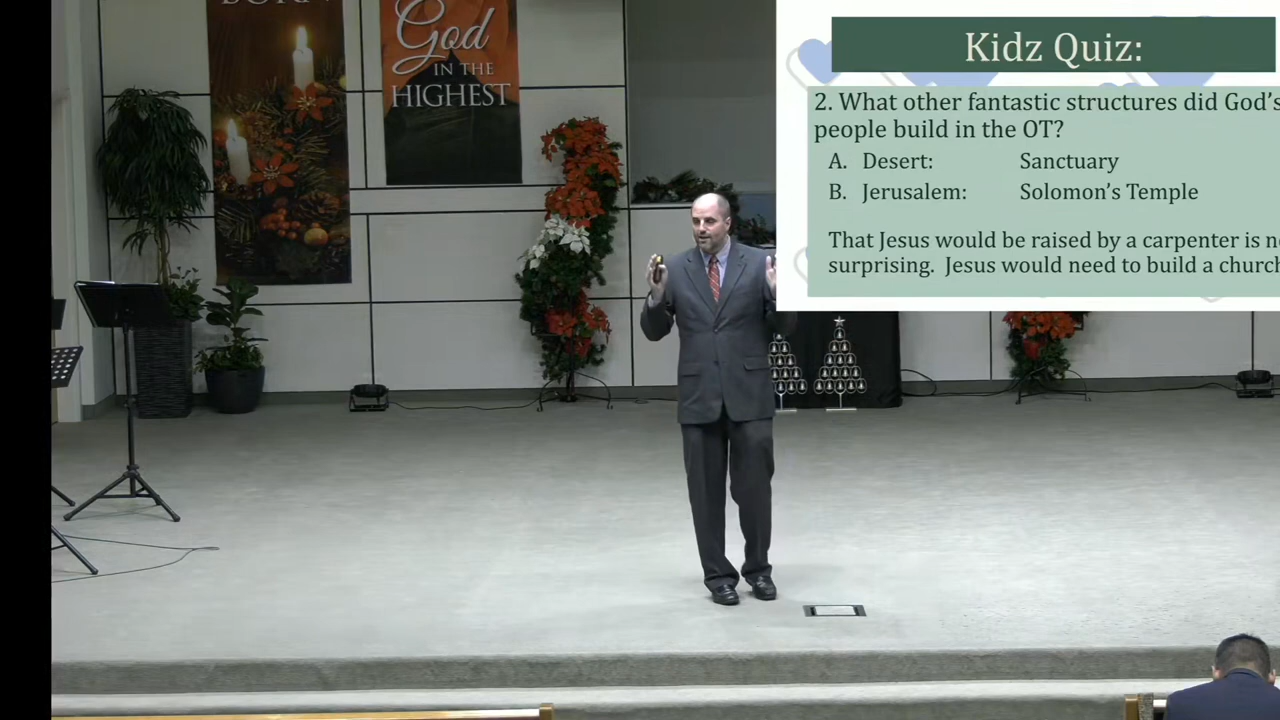 God
IN THE
HIGHEST
Kidz Quiz:
2. What other fantastic structures did God's
people build in the OT?
A. Desert: Sanctuary
B. Jerusalem: Solomon's Temple
That Jesus would be raised by a carpenter is
surprising. Jesus would need to build a church